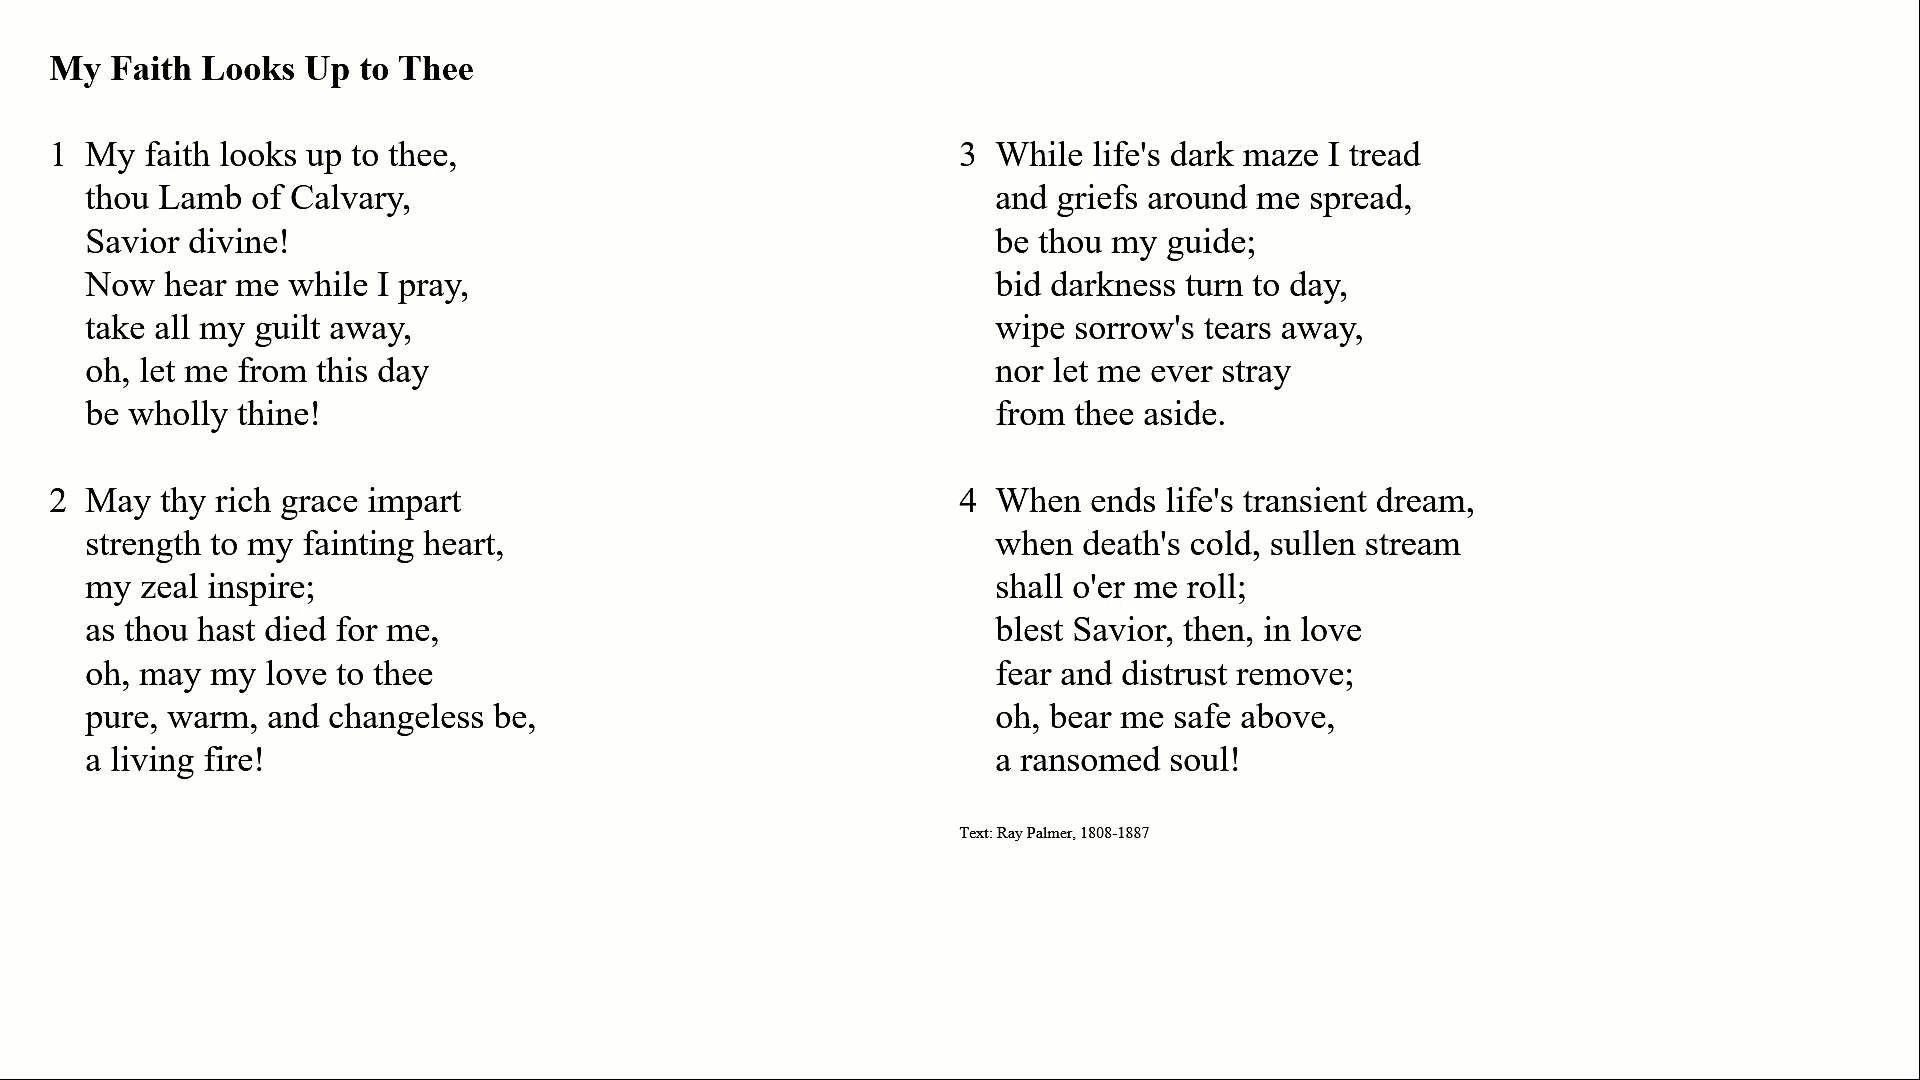 My Faith Looks Up to Thee
1 My faith looks up to thee,
thou Lamb of Calvary,
Savior divine!
Now hear me while I pray,
take all my guilt away,
oh, let me from this day
be wholly thine!
2 May thy rich grace impart
strength to my fainting heart,
my zeal inspire;
as thou hast died for me,
oh, may my love to thee
pure, warm, and changeless be,
a living fire!
3 While life's dark maze I tread
and griefs around me spread,
be thou my guide;
bid darkness turn to day,
wipe sorrow's tears away,
nor let me ever stray
from thee aside.
4 When ends life's transient dream,
when death's cold, sullen stream
shall o'er me roll;
blest Savior, then, in love
fear and distrust remove;
oh, bear me safe above,
a ransomed soul!
Text: Ray Palmer, 1808-1887